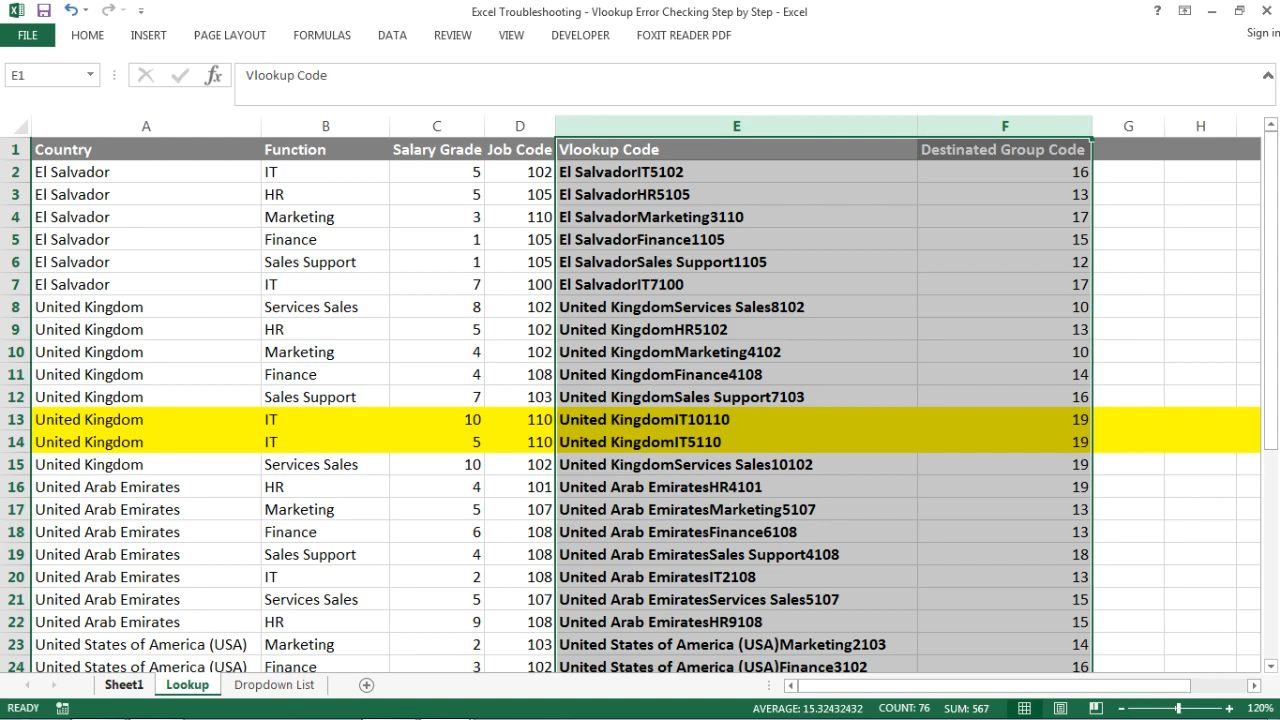 Excel Troubleshooting - Vlookup Error Checking Step by Step - Excel
?
FILE HOME INSERT PAGE LAYOUT FORMULAS DATA REVIEW VIEW DEVELOPER FOXIT READER PDF Sign in
E1 fx Vlookup Code
A B C D E F G H
1 Country Function Salary Grade Job Code Vlookup Code Destinated Group Code
2 El Salvador IT 5 102 El SalvadorIT5102 16
3 El Salvador HR 5 105 El SalvadorHR5105 13
4 El Salvador Marketing 3 110 El SalvadorMarketing3110 17
5 El Salvador Finance 1 105 El SalvadorFinance1105 15
6 El Salvador Sales Support 1 105 El SalvadorSales Support1105 12
7 El Salvador IT 7 100 El SalvadorIT7100 17
8 United Kingdom Services Sales 8 102 United KingdomServices Sales8102 10
9 United Kingdom HR 5 102 United KingdomHR5102 13
10 United Kingdom Marketing 4 102 United KingdomMarketing4102 10
11 United Kingdom Finance 4 108 United KingdomFinance4108 14
12 United Kingdom Sales Support 7 103 United KingdomSales Support7103 16
13 United Kingdom IT 10 110 United KingdomIT10110 19
14 United Kingdom IT 5 110 United KingdomIT5110 19
15 United Kingdom Services Sales 10 102 United KingdomServices Sales10102 19
16 United Arab Emirates HR 4 101 United Arab EmiratesHR4101 19
17 United Arab Emirates Marketing 5 107 United Arab EmiratesMarketing5107 13
18 United Arab Emirates Finance 6 108 United Arab EmiratesFinance6108 13
19 United Arab Emirates Sales Support 4 108 United Arab EmiratesSales Support4108 18
20 United Arab Emirates IT 2 108 United Arab EmiratesIT2108 13
21 United Arab Emirates Services Sales 5 107 United Arab EmiratesServices Sales5107 15
22 United Arab Emirates HR 9 108 United Arab EmiratesHR9108 15
23 United States of America (USA) Marketing 2 103 United States of America (USA)Marketing2103 14
24 United States of America (USA) Finance 3 102 United States of America (USA)Finance3102 16
Sheet1 Lookup Dropdown List
READY AVERAGE: 15.32432432 COUNT: 76 SUM: 567 120%